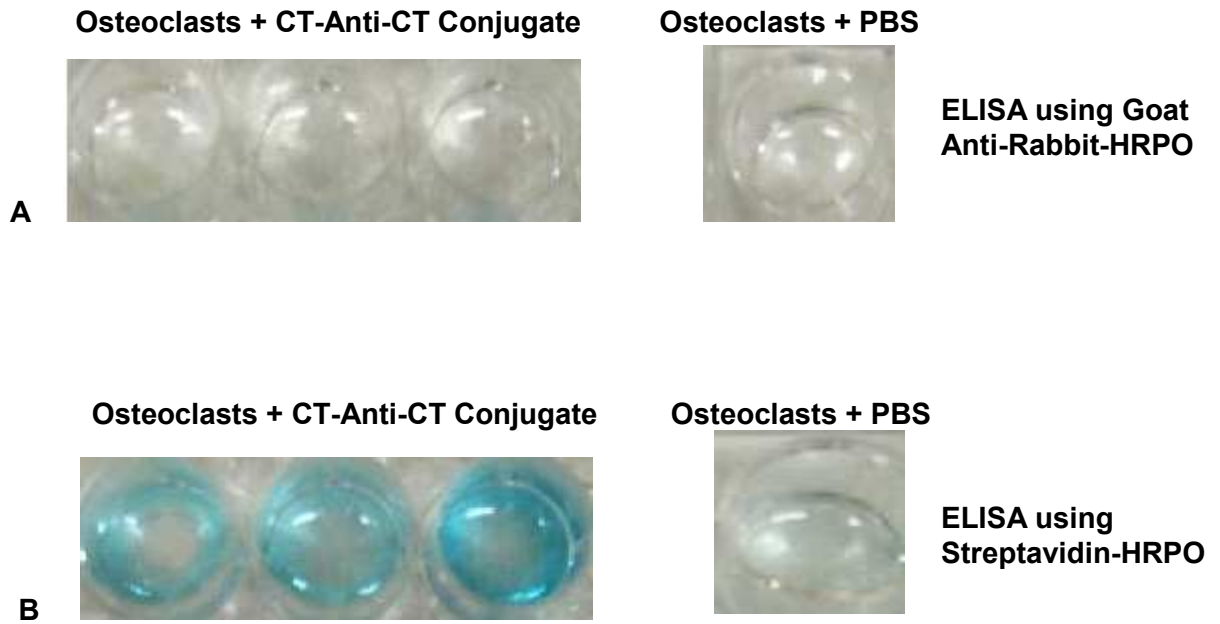 Osteoclasts + CT-Anti-CT Conjugate
Osteoclasts + PBS
ELISA using Goat
Anti-Rabbit-HRPO
A
Osteoclasts + CT-Anti-CT Conjugate
Osteoclasts + PBS
ELISA using
Streptavidin-HRPO
B